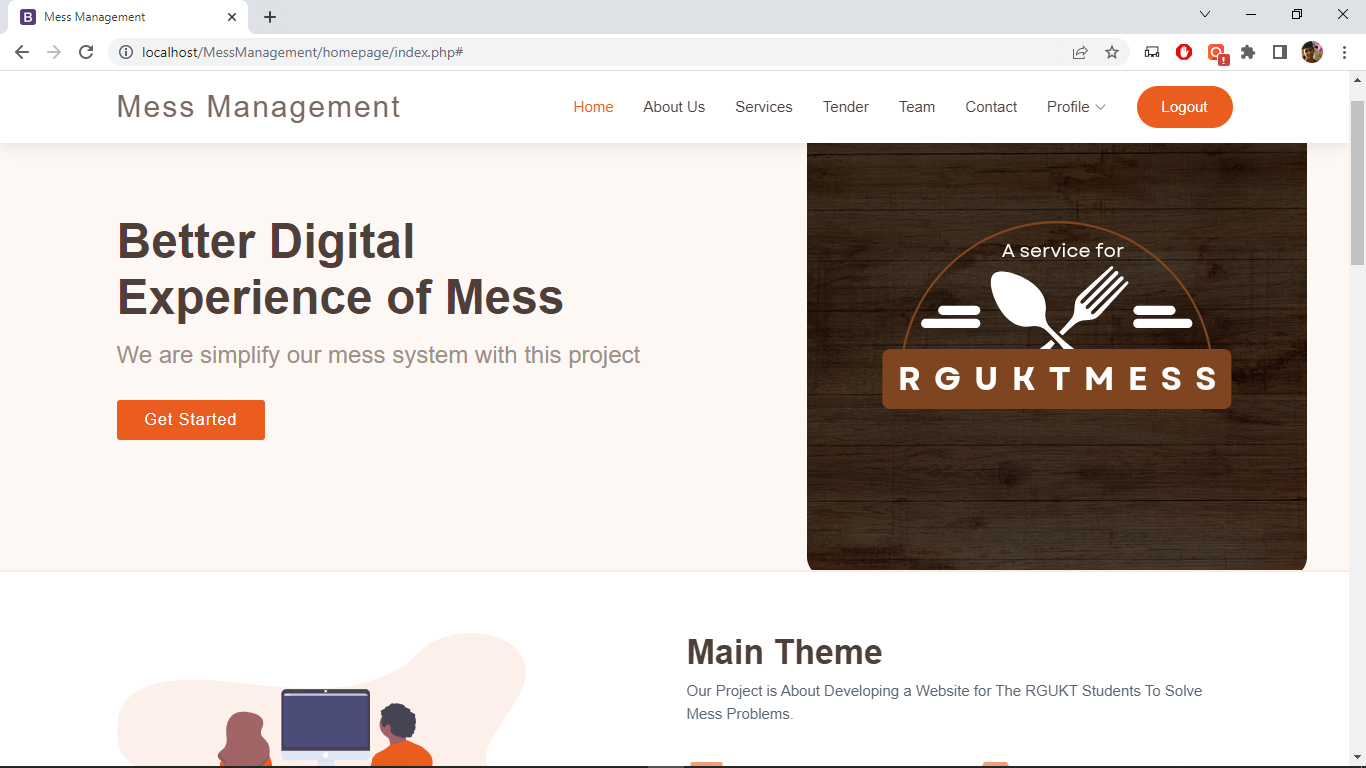 Mess Management
localhost/MessManagement/homepage/index.php#
Mess Management
Home About Us Services Tender Team Contact Profile Logout
Better Digital
Experience of Mess
We are simplify our mess system with this project
Get Started
A service for
RGUKTMESS
Main Theme
Our Project is About Developing a Website for The RGUKT Students To Solve
Mess Problems.